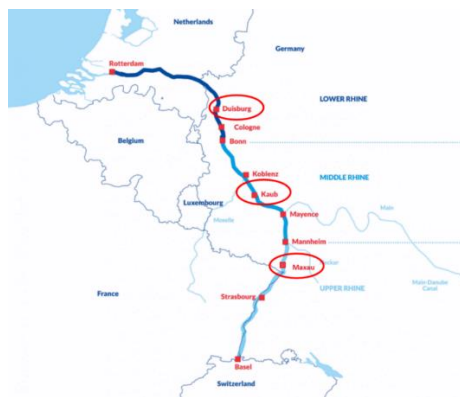 Netherlands
Germany
Rotterdam
Duisburg
LOWER RHINE
Cologne
Bonn
Belgium
Koblenz
MIDDLE RHINE
Kaub
Luxembourg
Moselle
Mayence
Main
Mannheim
Maxau
Main-Danube
Canal
UPPER RHINE
France
Strasbourg
Basel
Switzerland